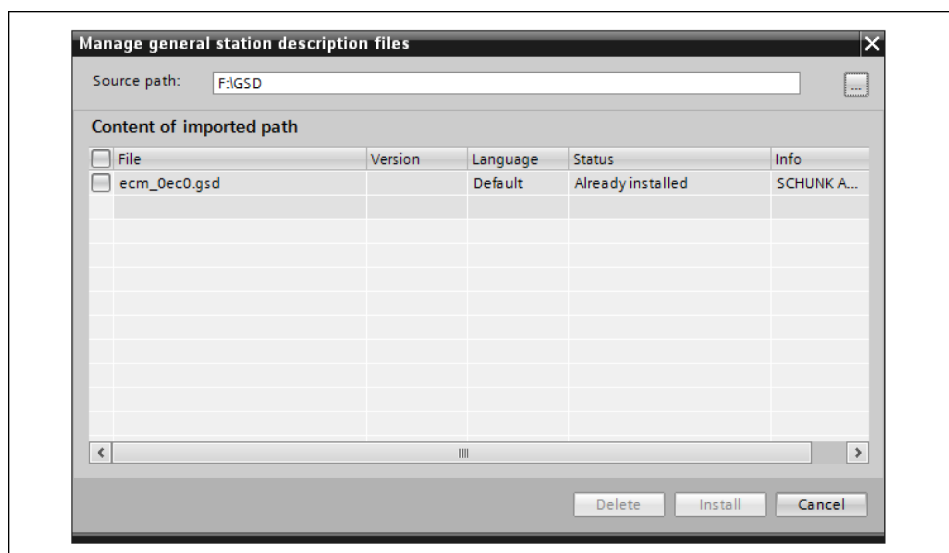 Manage general station description files
Source path: F:\GSD ...
Content of imported path
File Version Language Status Info
ecm_0ec0.gsd Default Already installed SCHUNK A...
Delete Install Cancel